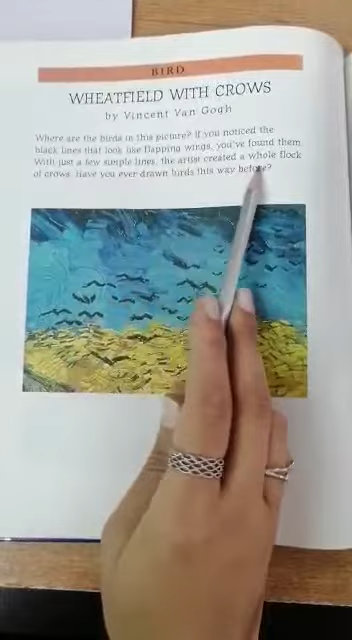 BIRD
WHEATFIELD WITH CROWS
by Vincent Van Gogh
Where are the birds in this picture? If you noticed the
black lines that look like flapping wings, you've found them.
With just a few simple lines, the artist created a whole flock
of crows. Have you ever drawn birds this way before?